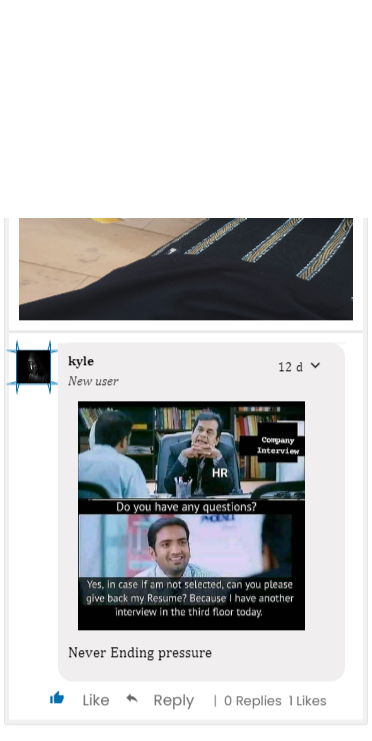 kyle
12 d
New user
Company
Interview
HR
Do you have any questions?
Yes, in case If am not selected, can you please
give back my Resume? Because I have another
interview in the third floor today.
Never Ending pressure
Like Reply | 0 Replies 1 Likes